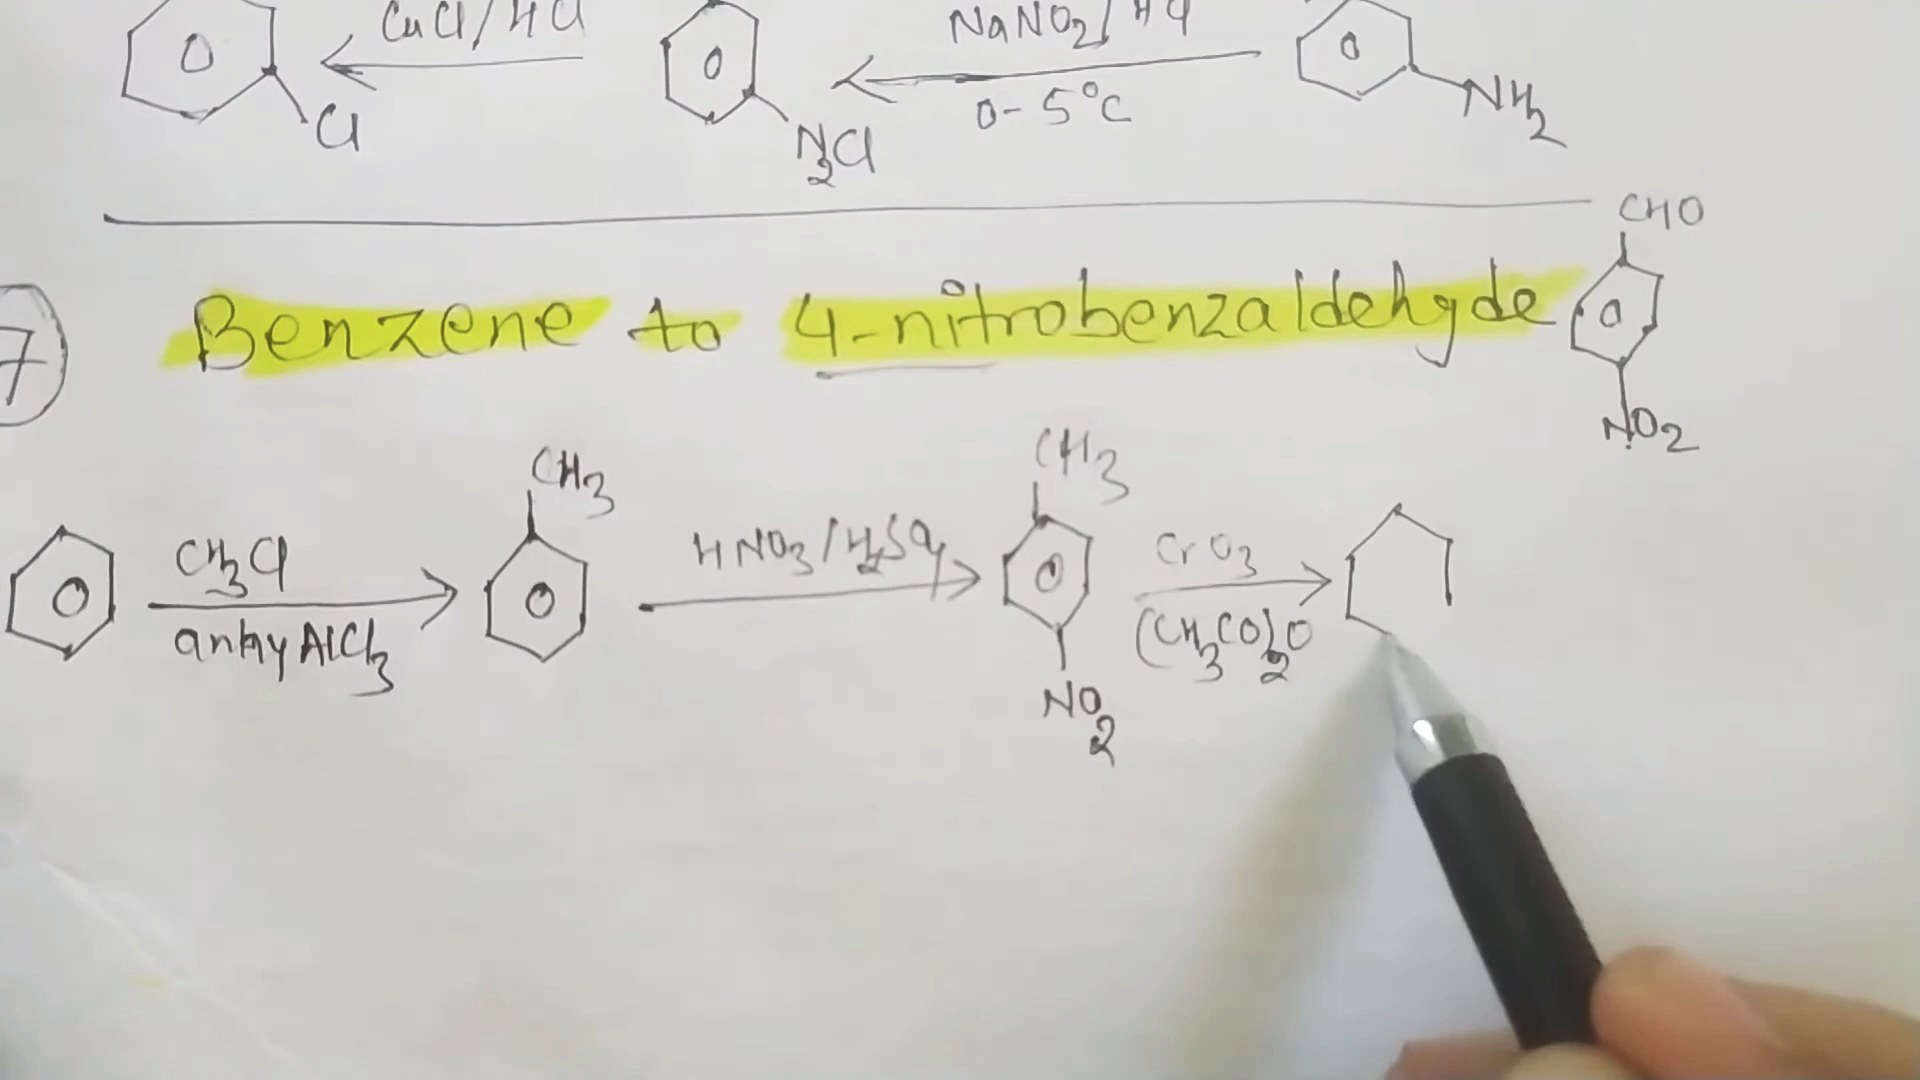 CuCl/HCl
NaNO2/HCl
0-5°C
Cl
N2Cl
NH2
CHO
7
Benzene to 4-nitrobenzaldehyde
NO2
CH3
CH3
CH3Cl
HNO3/H2SO4
CrO3
anhy AlCl3
(CH3CO)2O
NO2